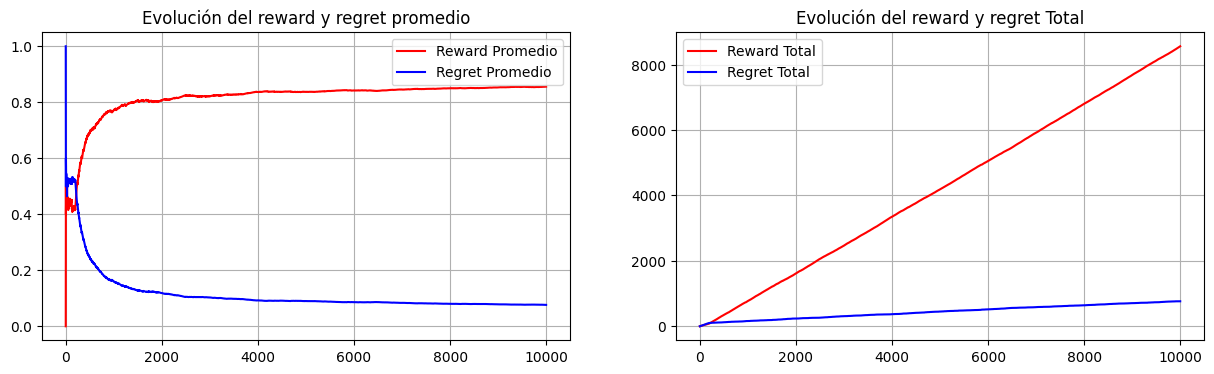 Evolución del reward y regret promedio
1.0
0.8
0.6
0.4
0.2
0.0
Reward Promedio
Regret Promedio
0 2000 4000 6000 8000 10000
Evolución del reward y regret Total
8000
6000
4000
2000
0
Reward Total
Regret Total
0 2000 4000 6000 8000 10000